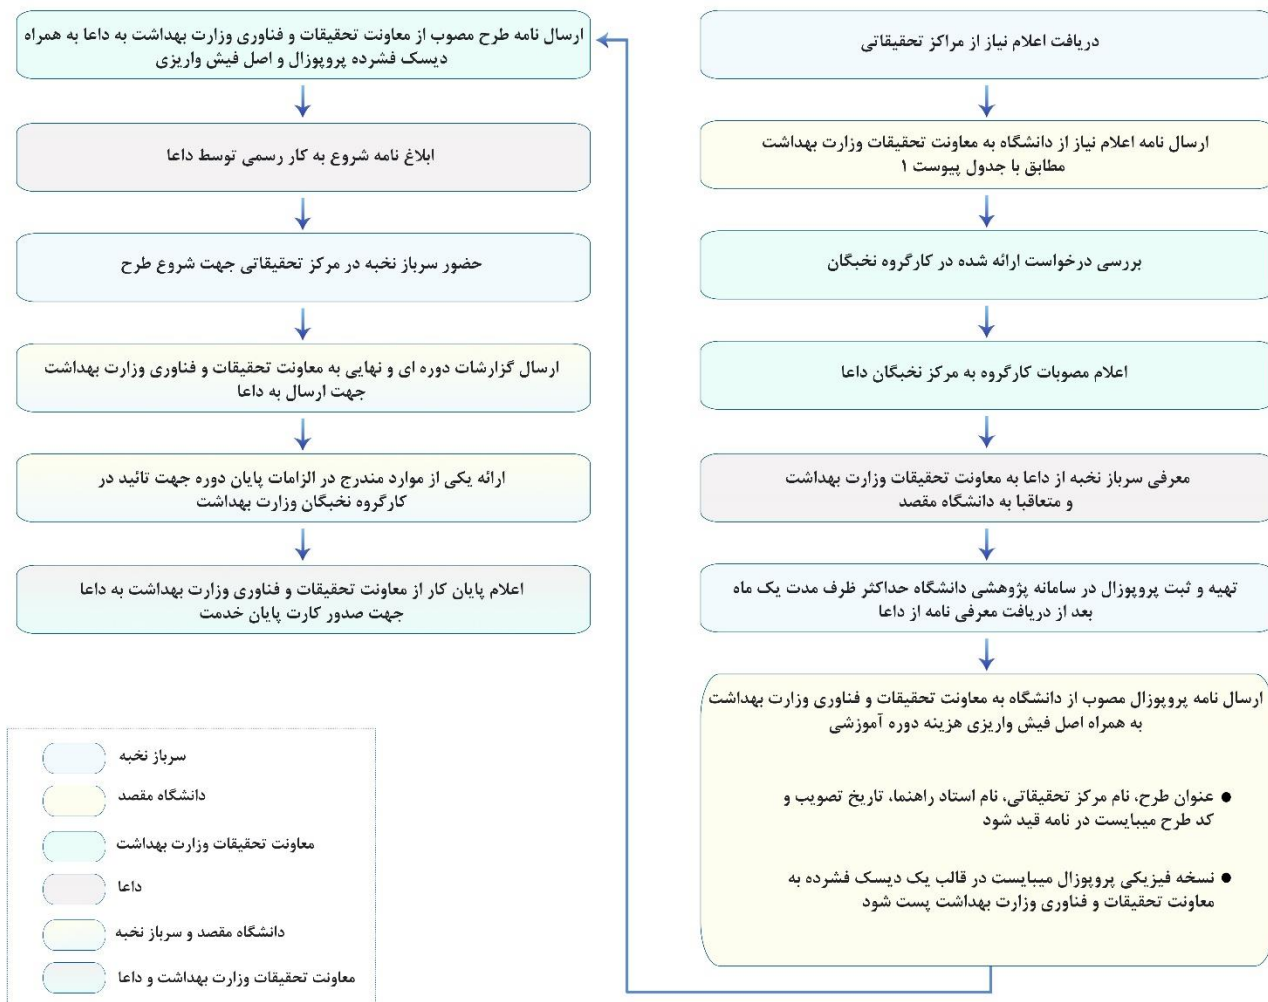 دریافت اعلام نیاز از مراکز تحقیقاتی
ارسال نامه اعلام نیاز از دانشگاه به معاونت تحقیقات وزارت بهداشت
مطابق با جدول پیوست ۱
بررسی درخواست ارائه شده در کارگروه نخبگان
اعلام مصوبات کارگروه به مرکز نخبگان داعا
معرفی سرباز نخبه از داعا به معاونت تحقیقات وزارت بهداشت
و متعاقبا به دانشگاه مقصد
تهیه و ثبت پروپوزال در سامانه پژوهشی دانشگاه حداکثر ظرف مدت یک ماه
بعد از دریافت معرفی نامه از داعا
ارسال نامه پروپوزال مصوب از دانشگاه به معاونت تحقیقات و فناوری وزارت بهداشت
به همراه اصل فیش واریزی هزینه دوره آموزشی
● عنوان طرح، نام مرکز تحقیقاتی، نام استاد راهنما، تاریخ تصویب و
کد طرح میبایست در نامه قید شود
● نسخه فیزیکی پروپوزال میبایست در قالب یک دیسک فشرده به
معاونت تحقیقات و فناوری وزارت بهداشت پست شود
ارسال نامه طرح مصوب از معاونت تحقیقات و فناوری وزارت بهداشت به داعا به همراه
دیسک فشرده پروپوزال و اصل فیش واریزی
ابلاغ نامه شروع به کار رسمی توسط داعا
حضور سرباز نخبه در مرکز تحقیقاتی جهت شروع طرح
ارسال گزارشات دوره ای و نهایی به معاونت تحقیقات و فناوری وزارت بهداشت
جهت ارسال به داعا
ارائه یکی از موارد مندرج در الزامات پایان دوره جهت تائید در
کارگروه نخبگان وزارت بهداشت
اعلام پایان کار از معاونت تحقیقات و فناوری وزارت بهداشت به داعا
جهت صدور کارت پایان خدمت
سرباز نخبه
دانشگاه مقصد
معاونت تحقیقات وزارت بهداشت
داعا
دانشگاه مقصد و سرباز نخبه
معاونت تحقیقات وزارت بهداشت و داعا